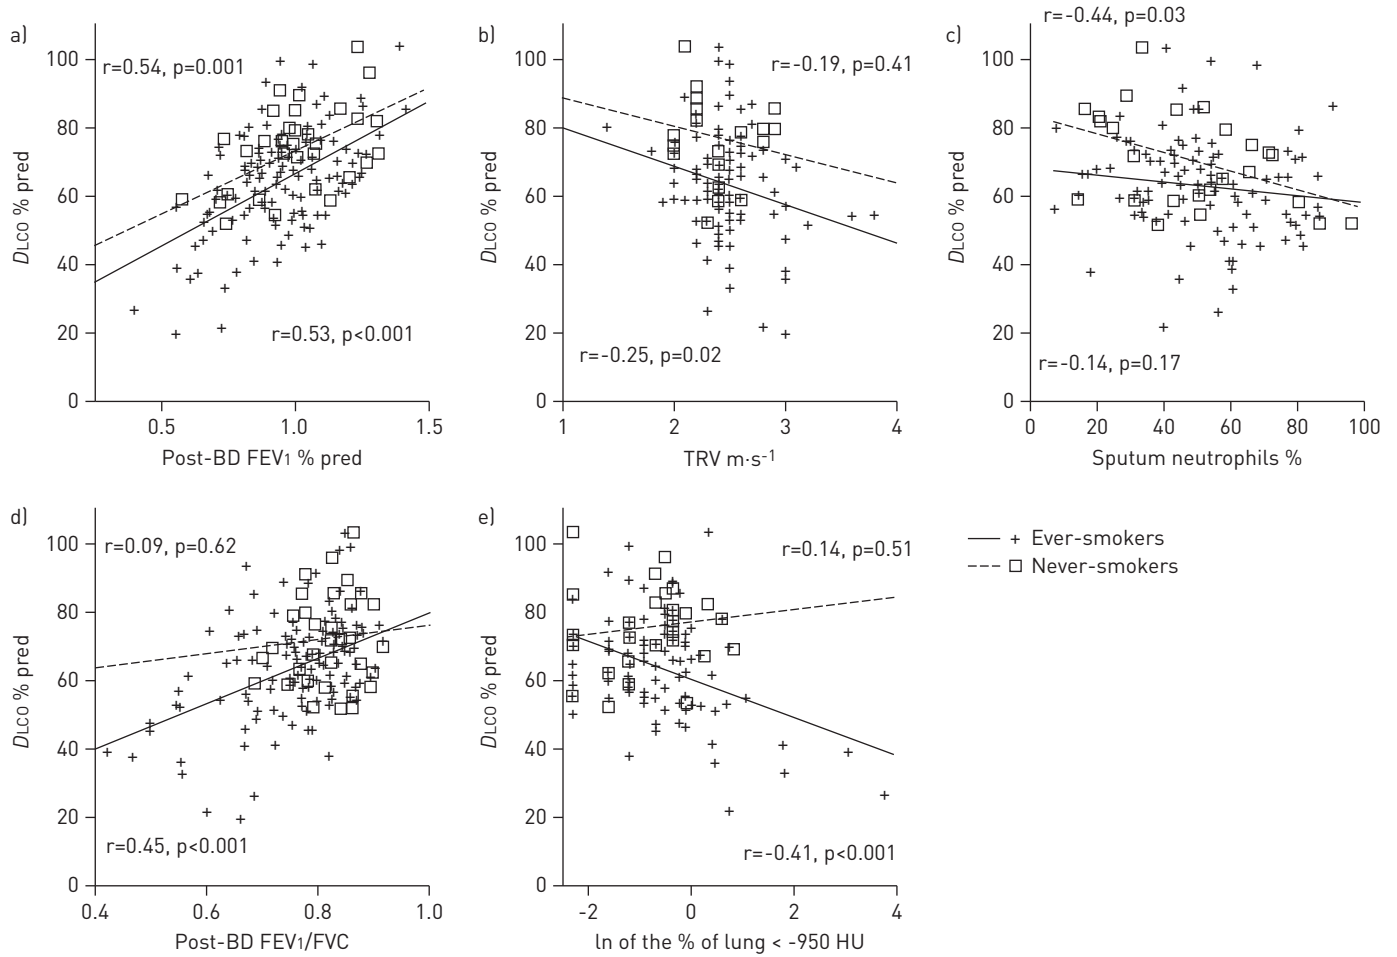 a)
r=0.54, p=0.001
r=0.53, p<0.001
DLCO % pred
100
80
60
40
20
0
0.5 1.0 1.5
Post-BD FEV1 % pred
b)
r=-0.19, p=0.41
r=-0.25, p=0.02
DLCO % pred
100
80
60
40
20
0
1 2 3 4
TRV m·s-1
c)
r=-0.44, p=0.03
r=-0.14, p=0.17
DLCO % pred
100
80
60
40
20
0
0 20 40 60 80 100
Sputum neutrophils %
d)
r=0.09, p=0.62
r=0.45, p<0.001
DLCO % pred
100
80
60
40
20
0
0.4 0.6 0.8 1.0
Post-BD FEV1/FVC
e)
r=0.14, p=0.51
r=-0.41, p<0.001
DLCO % pred
100
80
60
40
20
0
-2 0 2 4
ln of the % of lung < -950 HU
Ever-smokers
Never-smokers